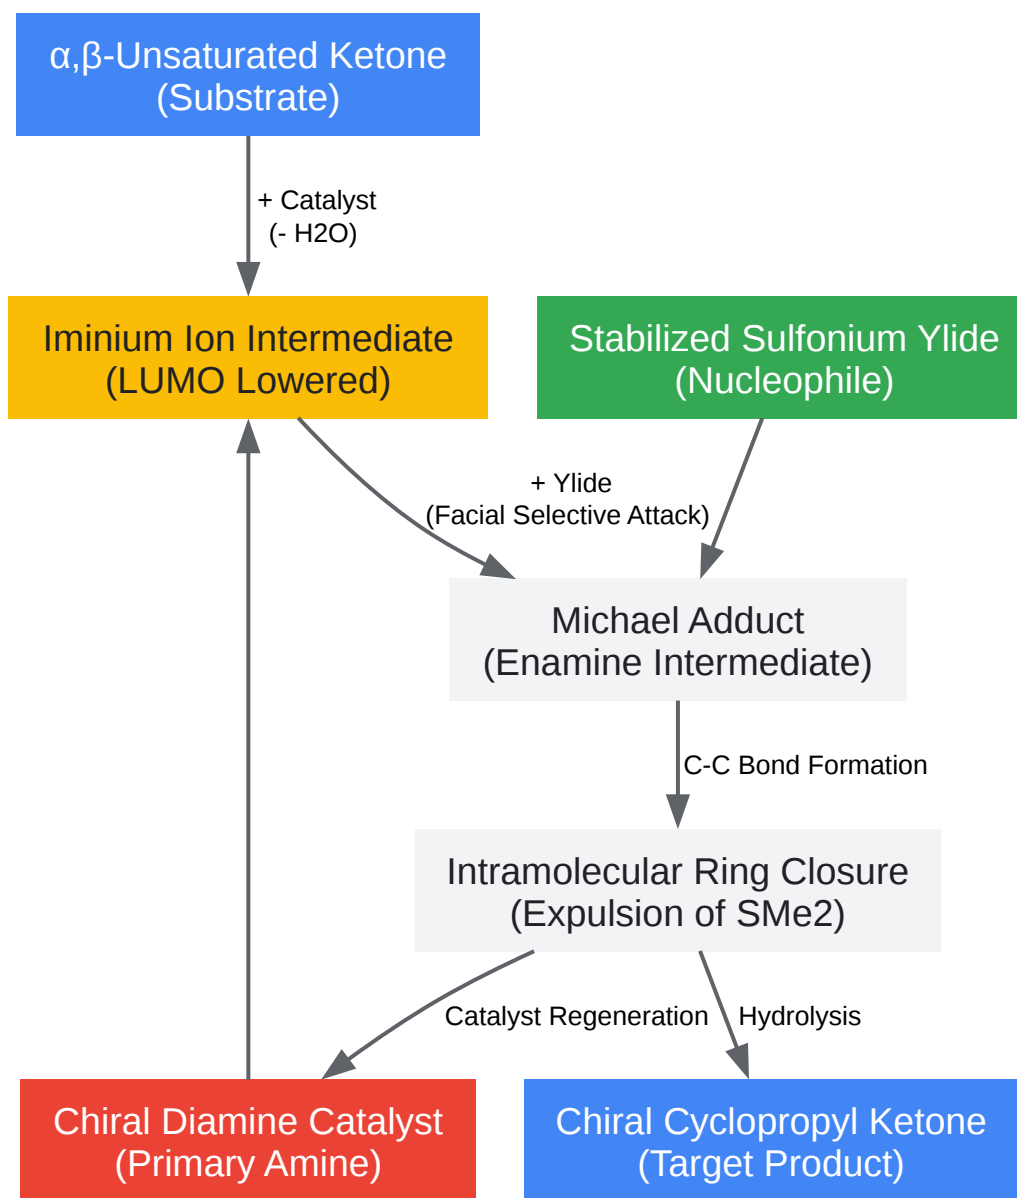 α,β-Unsaturated Ketone
(Substrate)
+ Catalyst
(- H2O)
Iminium Ion Intermediate
(LUMO Lowered)
Stabilized Sulfonium Ylide
(Nucleophile)
+ Ylide
(Facial Selective Attack)
Michael Adduct
(Enamine Intermediate)
C-C Bond Formation
Intramolecular Ring Closure
(Expulsion of SMe2)
Catalyst Regeneration
Hydrolysis
Chiral Diamine Catalyst
(Primary Amine)
Chiral Cyclopropyl Ketone
(Target Product)